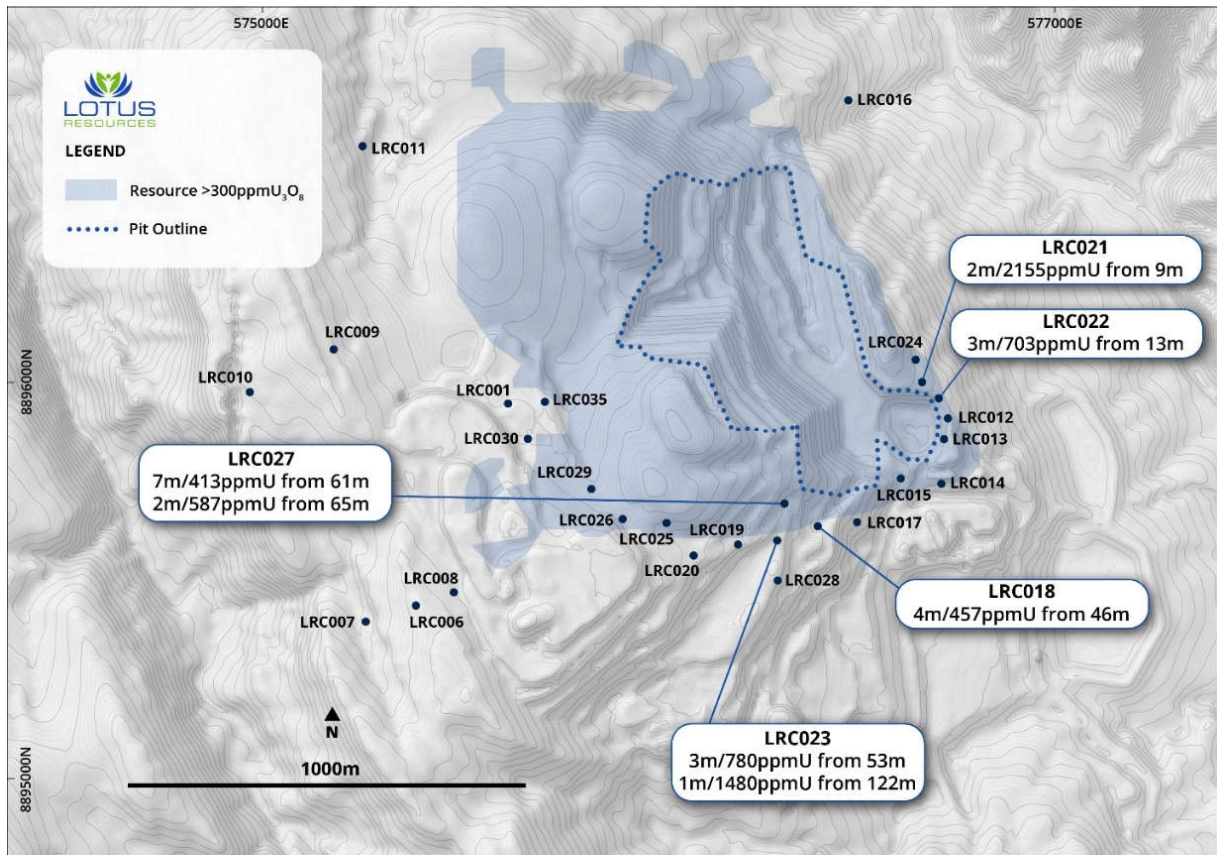 575000E
577000E
LOTUS
RESOURCES
LEGEND
Resource >300ppmU₃O₈
Pit Outline
LRC011
LRC016
LRC021
2m/2155ppmU from 9m
LRC022
3m/703ppmU from 13m
LRC009
LRC024
8896000N
LRC010
LRC001
LRC035
LRC012
LRC030
LRC013
LRC027
7m/413ppmU from 61m
2m/587ppmU from 65m
LRC029
LRC015
LRC014
LRC026
LRC025
LRC019
LRC017
LRC020
LRC028
LRC008
LRC007
LRC006
LRC018
4m/457ppmU from 46m
N
1000m
LRC023
3m/780ppmU from 53m
1m/1480ppmU from 122m
8895000N